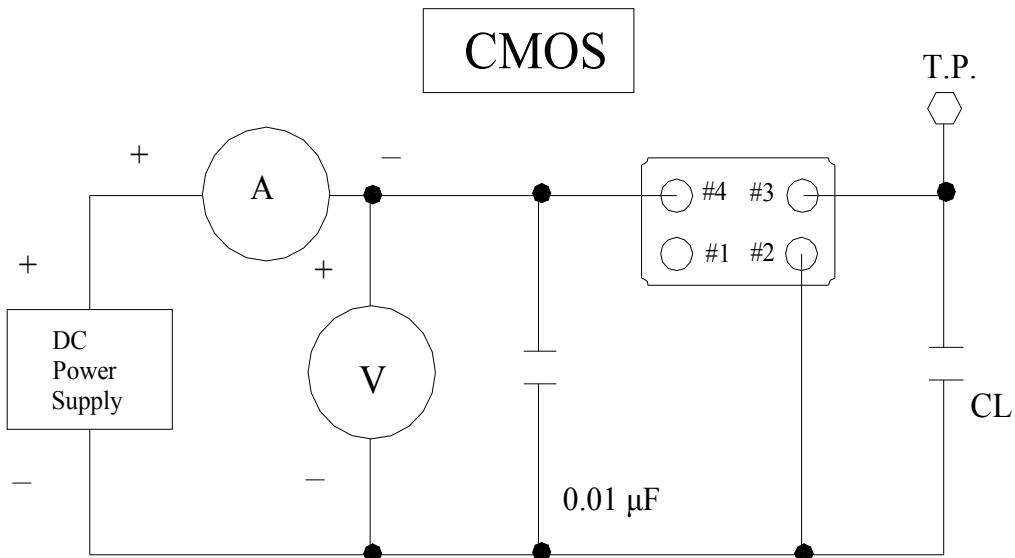 CMOS
T.P.
+
–
A
#4 #3
#1 #2
+
+
DC
Power
Supply
V
CL
–
–
0.01 μF